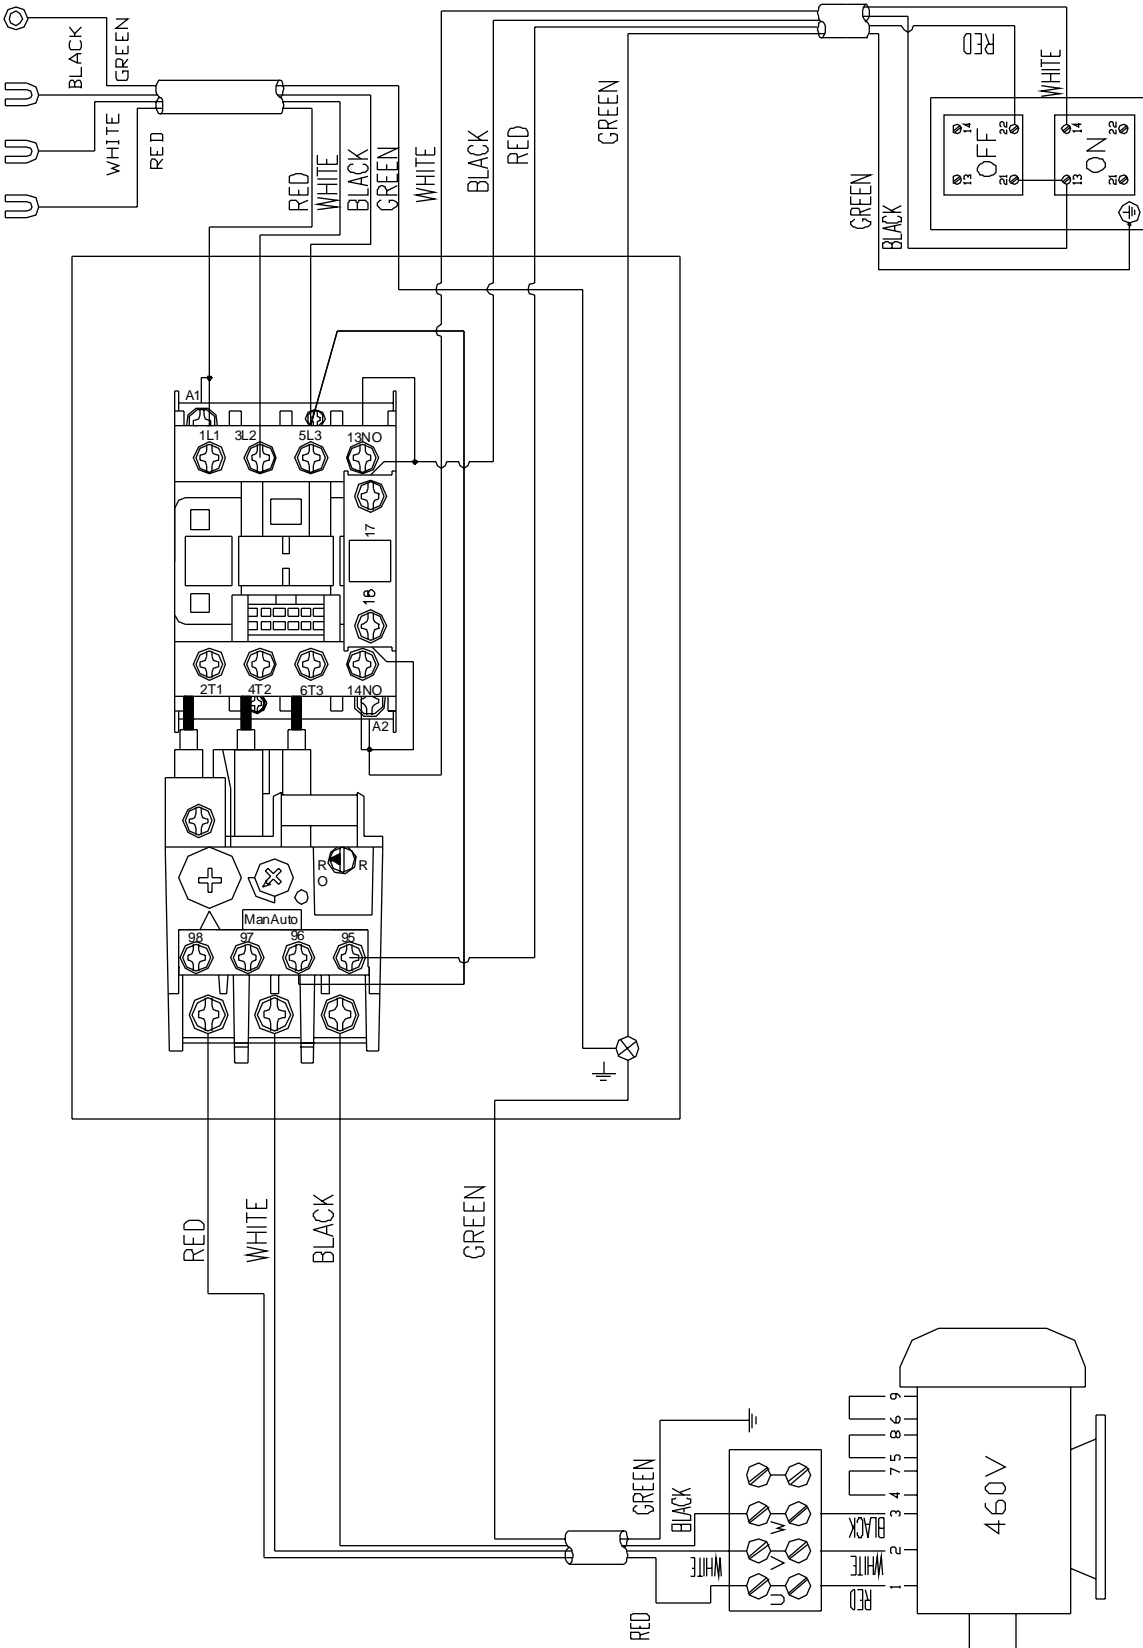 BLACK
GREEN
WHITE
RED
RED
WHITE
BLACK
GREEN
WHITE
BLACK
RED
GREEN
RED
WHITE
GREEN
BLACK
14
22
OFF
13
21
14
22
ON
13
21
A1
1L1
3L2
5L3
13NO
17
18
2T1
4T2
6T3
14NO
A2
R
R
O
ManAuto
98
97
96
95
RED
WHITE
BLACK
GREEN
GREEN
BLACK
WHITE
RED
W
V
U
BLACK
WHITE
RED
9
6
8
5
7
4
3
2
1
460V